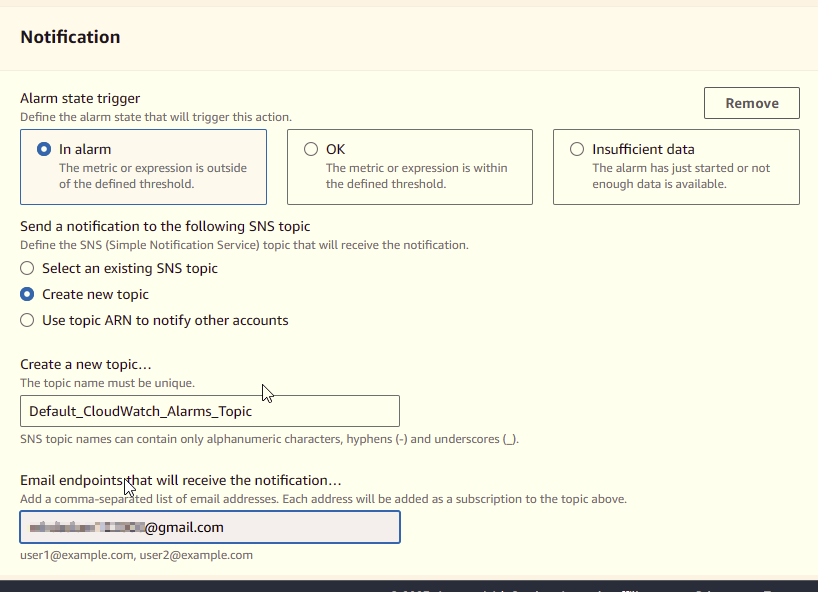 Notification
Alarm state trigger
Remove
Define the alarm state that will trigger this action.
In alarm
The metric or expression is outside
of the defined threshold.
OK
The metric or expression is within
the defined threshold.
Insufficient data
The alarm has just started or not
enough data is available.
Send a notification to the following SNS topic
Define the SNS (Simple Notification Service) topic that will receive the notification.
Select an existing SNS topic
Create new topic
Use topic ARN to notify other accounts
Create a new topic…
The topic name must be unique.
Default_CloudWatch_Alarms_Topic
SNS topic names can contain only alphanumeric characters, hyphens (-) and underscores (_).
Email endpoints that will receive the notification…
Add a comma-separated list of email addresses. Each address will be added as a subscription to the topic above.
@gmail.com
user1@example.com, user2@example.com